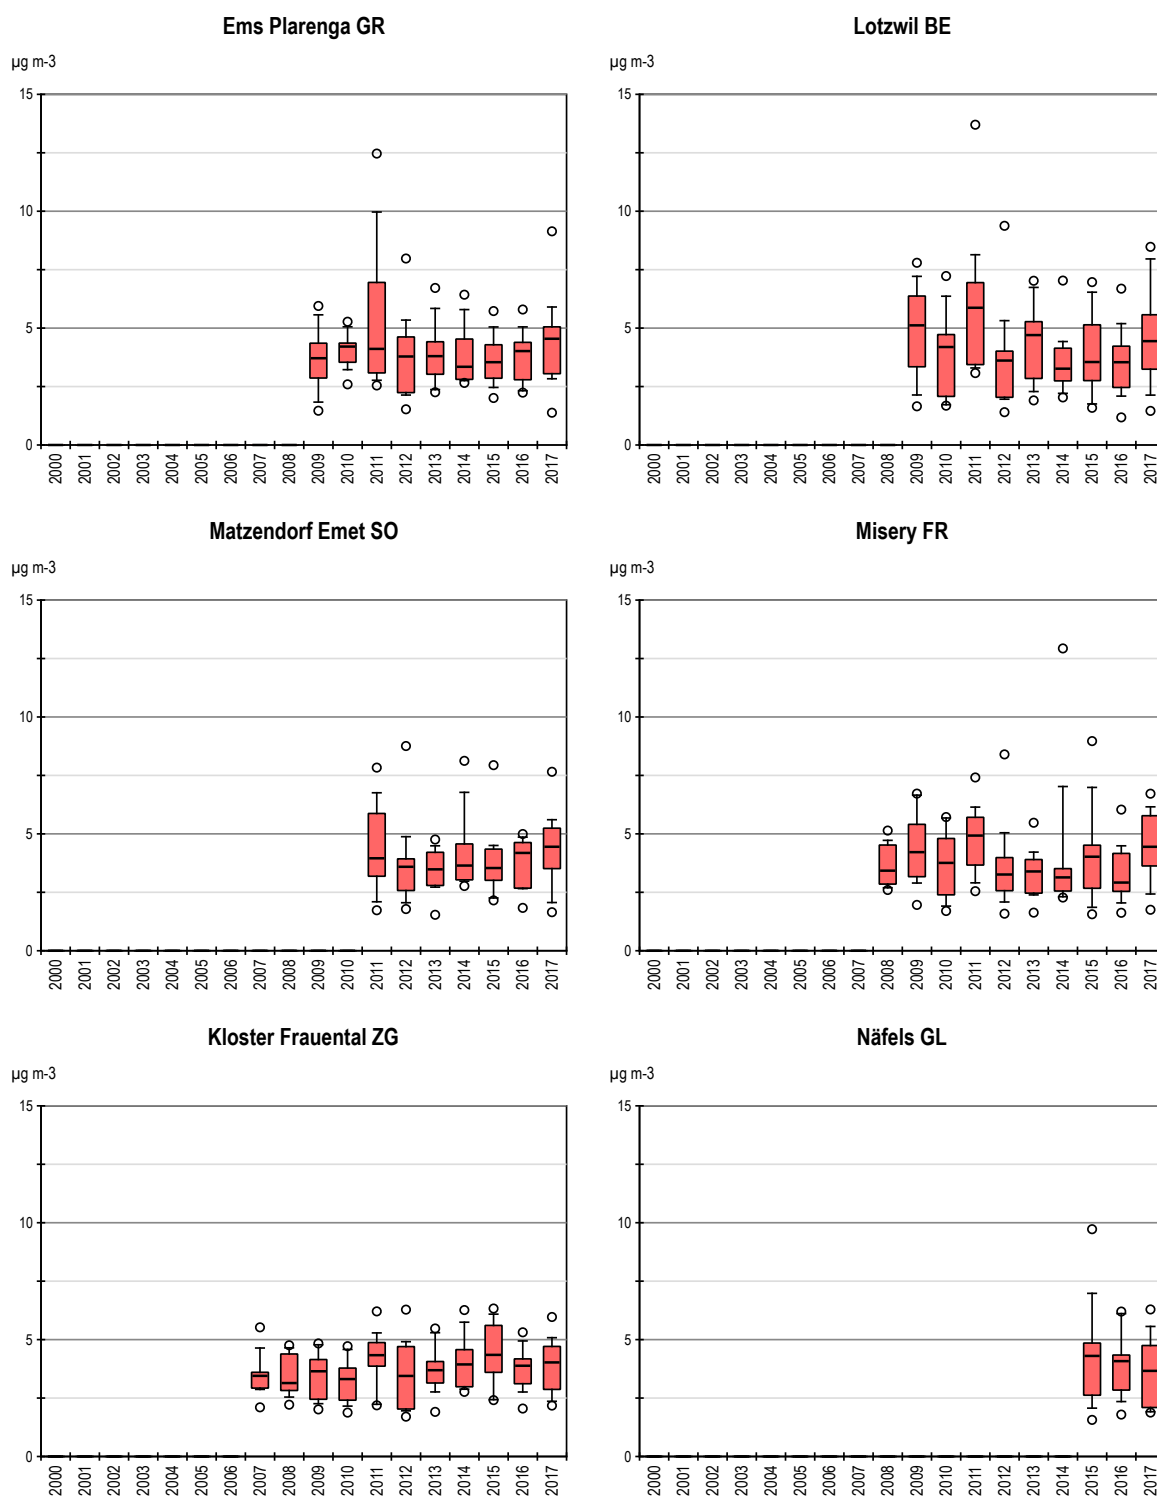 Ems Plarenga GR
µg m-3
15
10
5
0
2000 2001 2002 2003 2004 2005 2006 2007 2008 2009 2010 2011 2012 2013 2014 2015 2016 2017
Lotzwil BE
µg m-3
15
10
5
0
2000 2001 2002 2003 2004 2005 2006 2007 2008 2009 2010 2011 2012 2013 2014 2015 2016 2017
Matzendorf Emet SO
µg m-3
15
10
5
0
2000 2001 2002 2003 2004 2005 2006 2007 2008 2009 2010 2011 2012 2013 2014 2015 2016 2017
Misery FR
µg m-3
15
10
5
0
2000 2001 2002 2003 2004 2005 2006 2007 2008 2009 2010 2011 2012 2013 2014 2015 2016 2017
Kloster Frauental ZG
µg m-3
15
10
5
0
2000 2001 2002 2003 2004 2005 2006 2007 2008 2009 2010 2011 2012 2013 2014 2015 2016 2017
Näfels GL
µg m-3
15
10
5
0
2000 2001 2002 2003 2004 2005 2006 2007 2008 2009 2010 2011 2012 2013 2014 2015 2016 2017